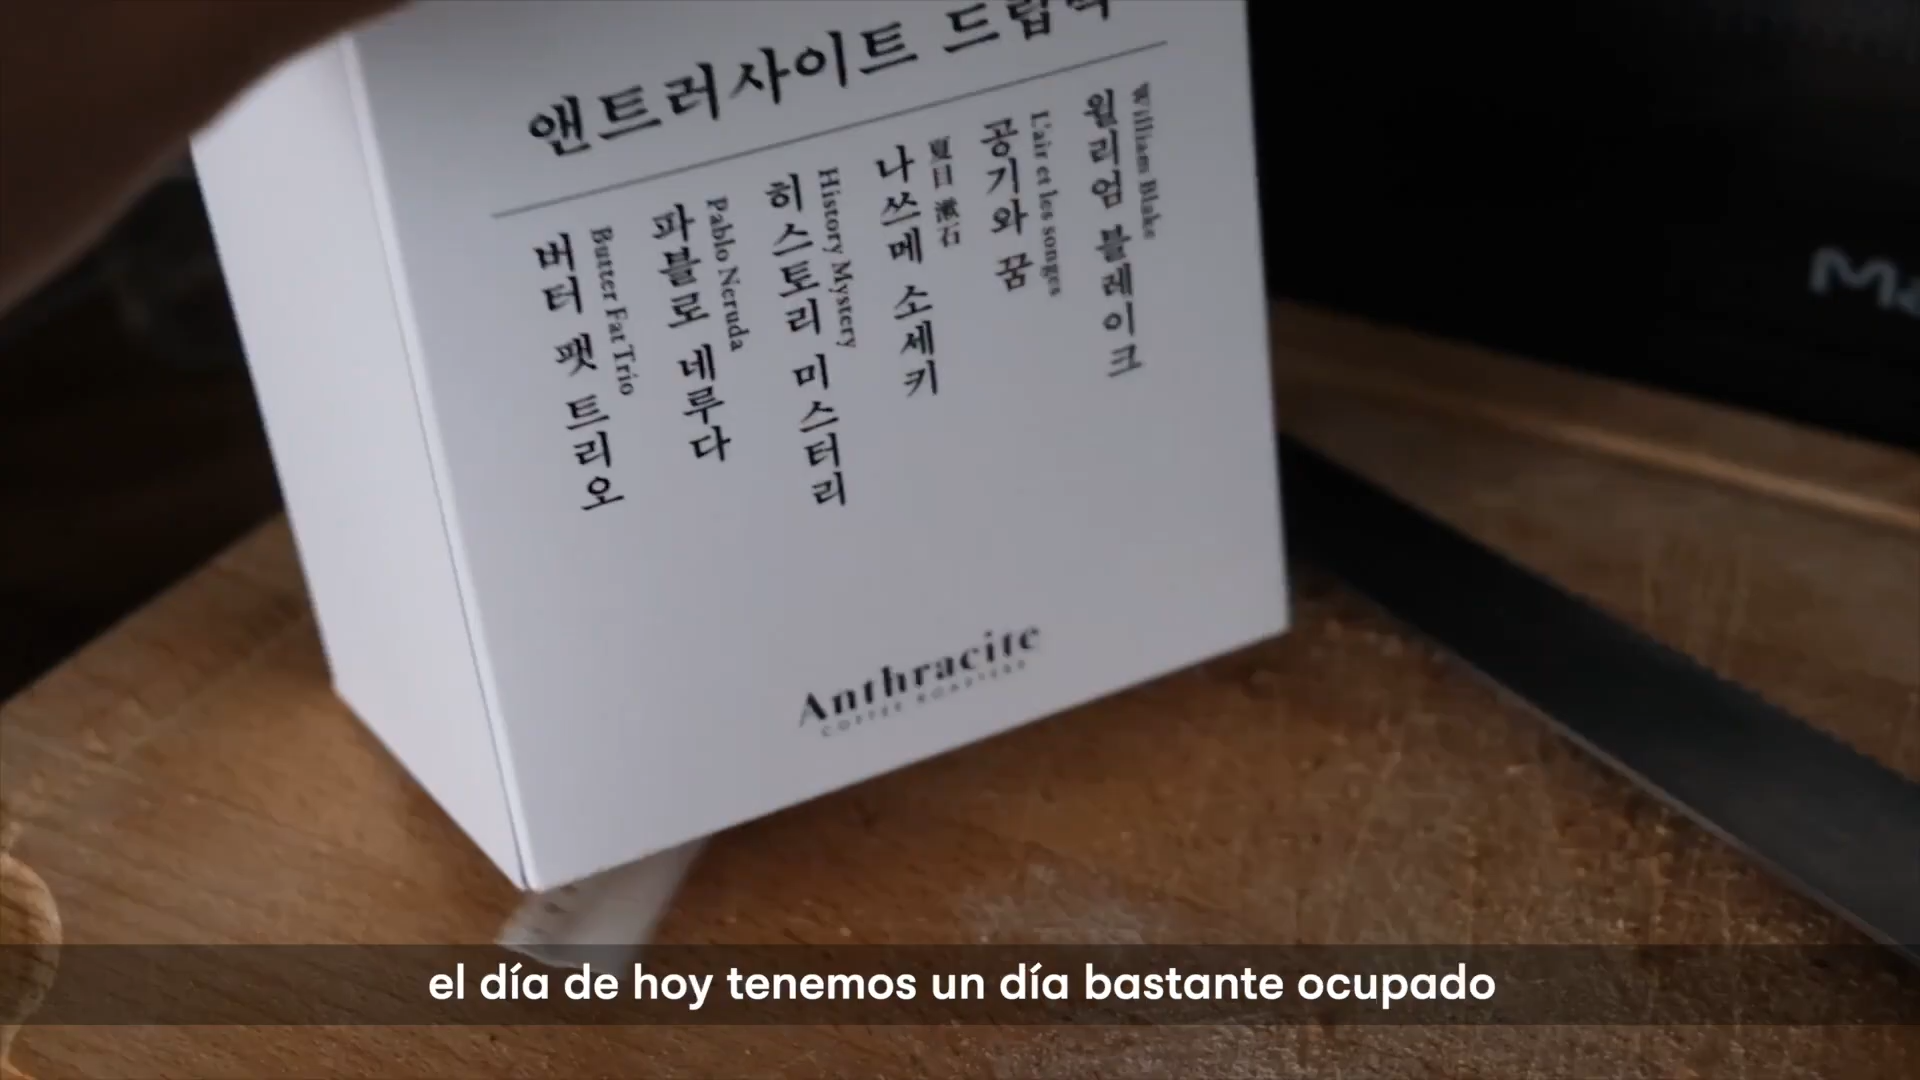 앤트러사이트 드립백
버터 팻 트리오
Butter Fat Trio
파블로 네루다
Pablo Neruda
히스토리 미스터리
History Mystery
나쓰메 소세키
夏目 漱石
공기와 꿈
L'air et les songes
윌리엄 블레이크
William Blake
Anthracite
COFFEE ROASTERS
el día de hoy tenemos un día bastante ocupado